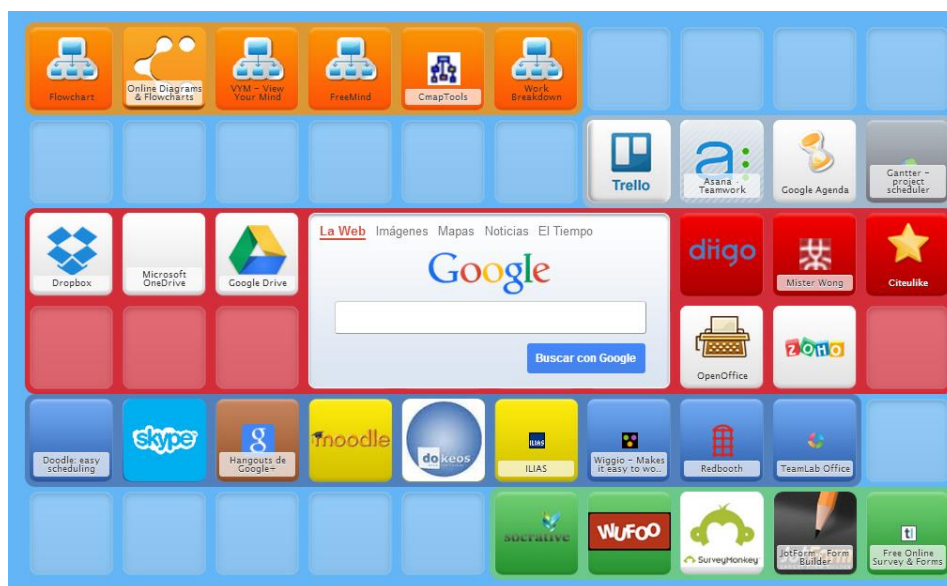 Flowchart
Online Diagrams
& Flowcharts
VYM – View
Your Mind
FreeMind
CmapTools
Work
Breakdown
Trello
a:
Asana -
Teamwork
Google Agenda
Gantter –
project
scheduler
Dropbox
Microsoft
OneDrive
Google Drive
La Web Imágenes Mapas Noticias El Tiempo
Google
Buscar con Google
diigo
Mister Wong
Citeulike
OpenOffice
ZOHO
Doodle: easy
scheduling
skype
g
Hangouts de
Google+
moodle
dokeos
ILIAS
ILIAS
Wiggio – Makes
it easy to wo..
Redbooth
TeamLab Office
socrative
WUFOO
SurveyMonkey
JotForm · Form
Builder
JotForm
t
Free Online
Survey & Forms